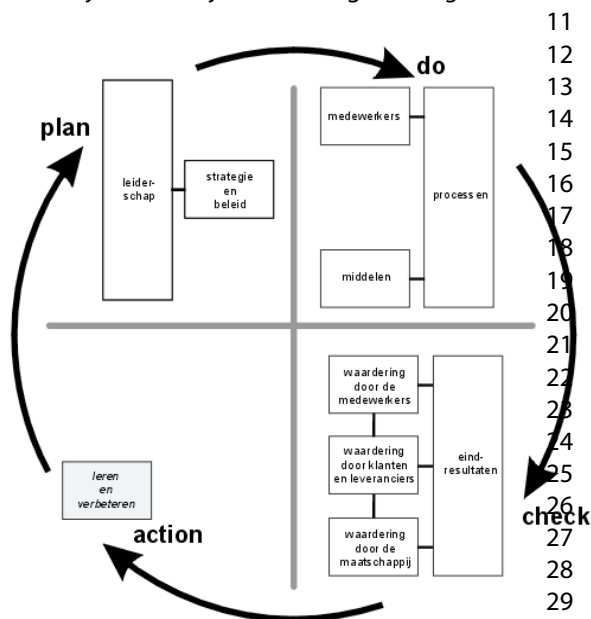 11
12
do
13
medewerkers
14
plan
15
leider-
schap
strategie
en
beleid
processen
16
17
18
middelen
19
20
21
waardering
door de
medewerkers
22
23
24
waardering
door klanten
en leveranciers
eind-
resultaten
25
leren
en
verbeteren
26
check
action
27
waardering
door de
maatschappij
28
29